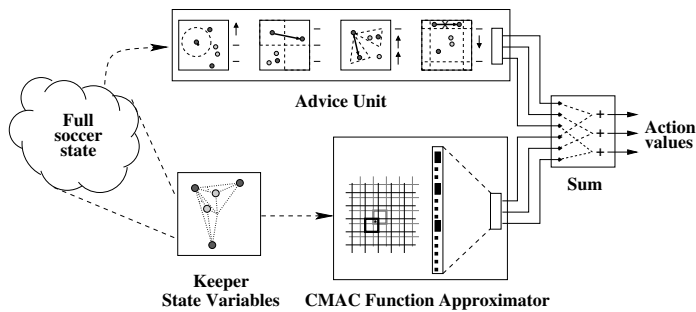 Advice Unit
Full
soccer
state
Action
values
Sum
Keeper
State Variables
CMAC Function Approximator
+
+
+